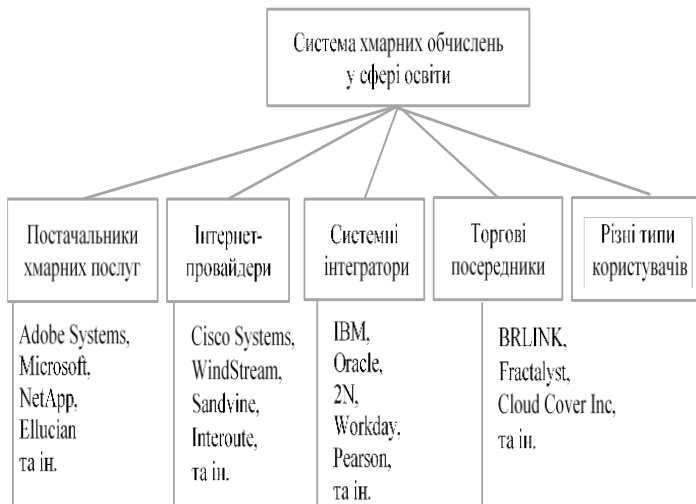 Система хмарних обчислень
у сфері освіти
Постачальники
хмарних послуг
Інтернет-
провайдери
Системні
інтегратори
Торгові
посередники
Різні типи
користувачів
Adobe Systems,
Microsoft,
NetApp,
Ellucian
та ін.
Cisco Systems,
WindStream,
Sandvine,
Interoute,
та ін.
IBM,
Oracle,
2N,
Workday,
Pearson,
та ін.
BRLINK,
Fractalyst,
Cloud Cover Inc,
та ін.